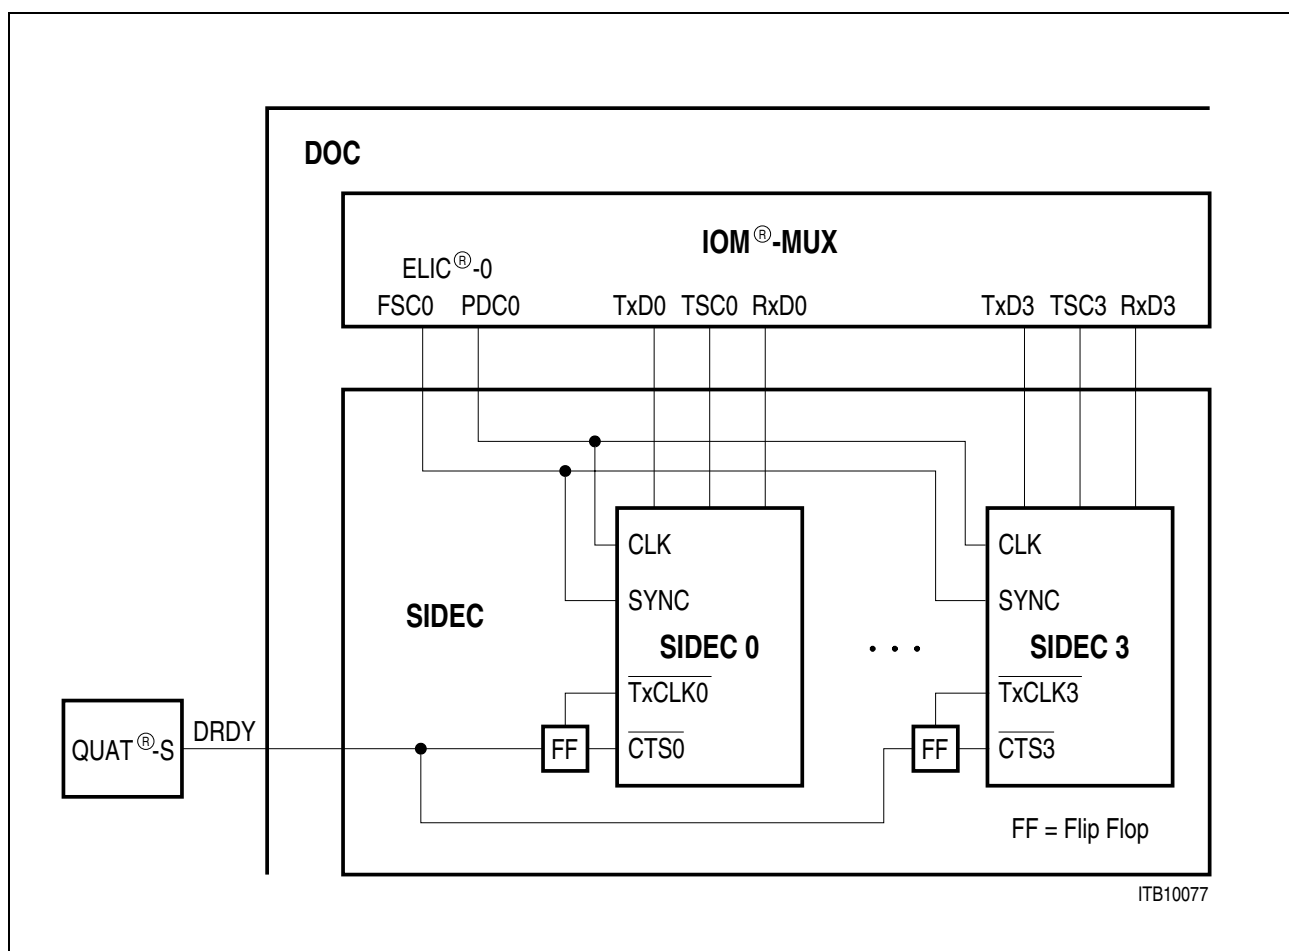 DOC
IOM®-MUX
ELIC®-0
FSC0 PDC0 TxD0 TSC0 RxD0 TxD3 TSC3 RxD3
CLK CLK
SYNC SYNC
SIDEC
SIDEC 0 . . . SIDEC 3
TxCLK0 TxCLK3
QUAT®-S DRDY FF CTS0 FF CTS3
FF = Flip Flop
ITB10077